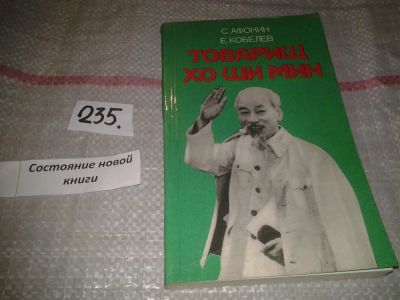 С. АФОНИН
Е. КОБЕЛЕВ
ТОВАРИЩ
ХО ШИ МИН
235.
Состояние новой
книги